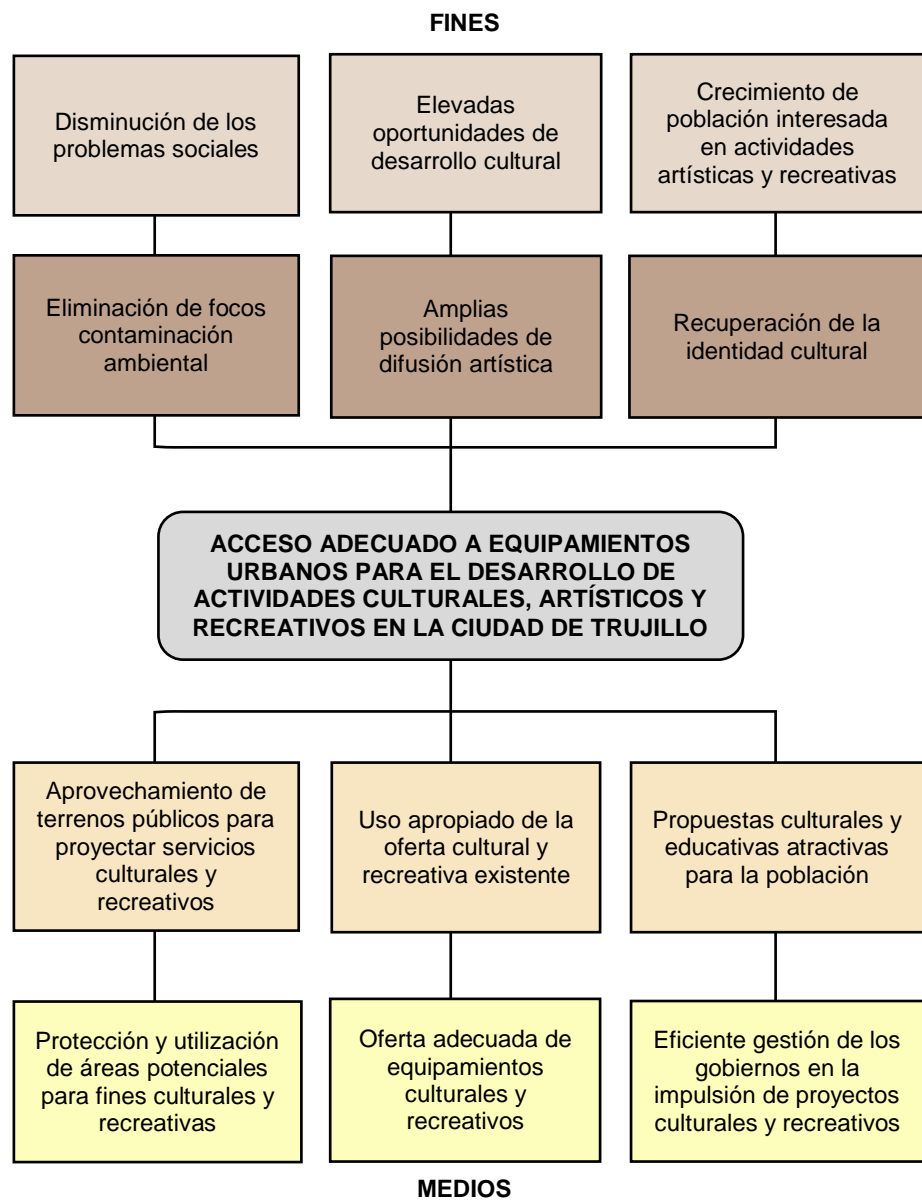 FINES
Disminución de los
problemas sociales
Elevadas
oportunidades de
desarrollo cultural
Crecimiento de
población interesada
en actividades
artísticas y recreativas
Eliminación de focos
contaminación
ambiental
Amplias
posibilidades de
difusión artística
Recuperación de la
identidad cultural
ACCESO ADECUADO A EQUIPAMIENTOS
URBANOS PARA EL DESARROLLO DE
ACTIVIDADES CULTURALES, ARTÍSTICOS Y
RECREATIVOS EN LA CIUDAD DE TRUJILLO
Aprovechamiento de
terrenos públicos para
proyectar servicios
culturales y
recreativos
Uso apropiado de la
oferta cultural y
recreativa existente
Propuestas culturales y
educativas atractivas
para la población
Protección y utilización
de áreas potenciales
para fines culturales y
recreativas
Oferta adecuada de
equipamientos
culturales y
recreativos
Eficiente gestión de los
gobiernos en la
impulsión de proyectos
culturales y recreativos
MEDIOS